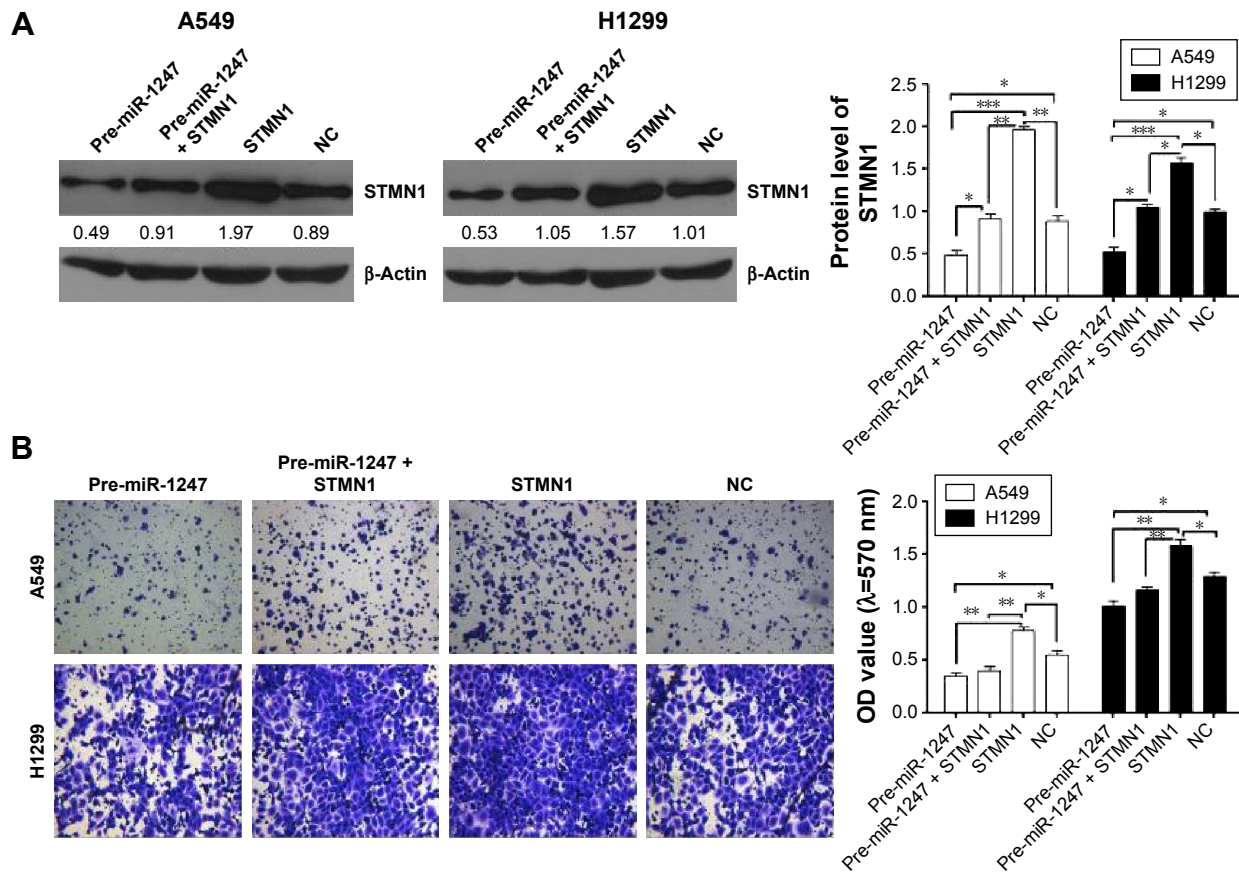 A
A549
H1299
Pre-miR-1247
Pre-miR-1247
+ STMN1
STMN1
NC
Pre-miR-1247
Pre-miR-1247
+ STMN1
STMN1
NC
STMN1
STMN1
0.49 0.91 1.97 0.89
0.53 1.05 1.57 1.01
β-Actin
β-Actin
A549
H1299
Protein level of
STMN1
2.5
2.0
1.5
1.0
0.5
0.0
*
***
**
**
*
*
***
*
*
*
Pre-miR-1247
Pre-miR-1247 + STMN1
STMN1
NC
Pre-miR-1247
Pre-miR-1247 + STMN1
STMN1
NC
B
Pre-miR-1247
Pre-miR-1247 +
STMN1
STMN1
NC
A549
H1299
A549
H1299
OD value (λ=570 nm)
2.0
1.5
1.0
0.5
0.0
*
**
**
*
*
**
**
*
Pre-miR-1247
Pre-miR-1247 + STMN1
STMN1
NC
Pre-miR-1247
Pre-miR-1247 + STMN1
STMN1
NC